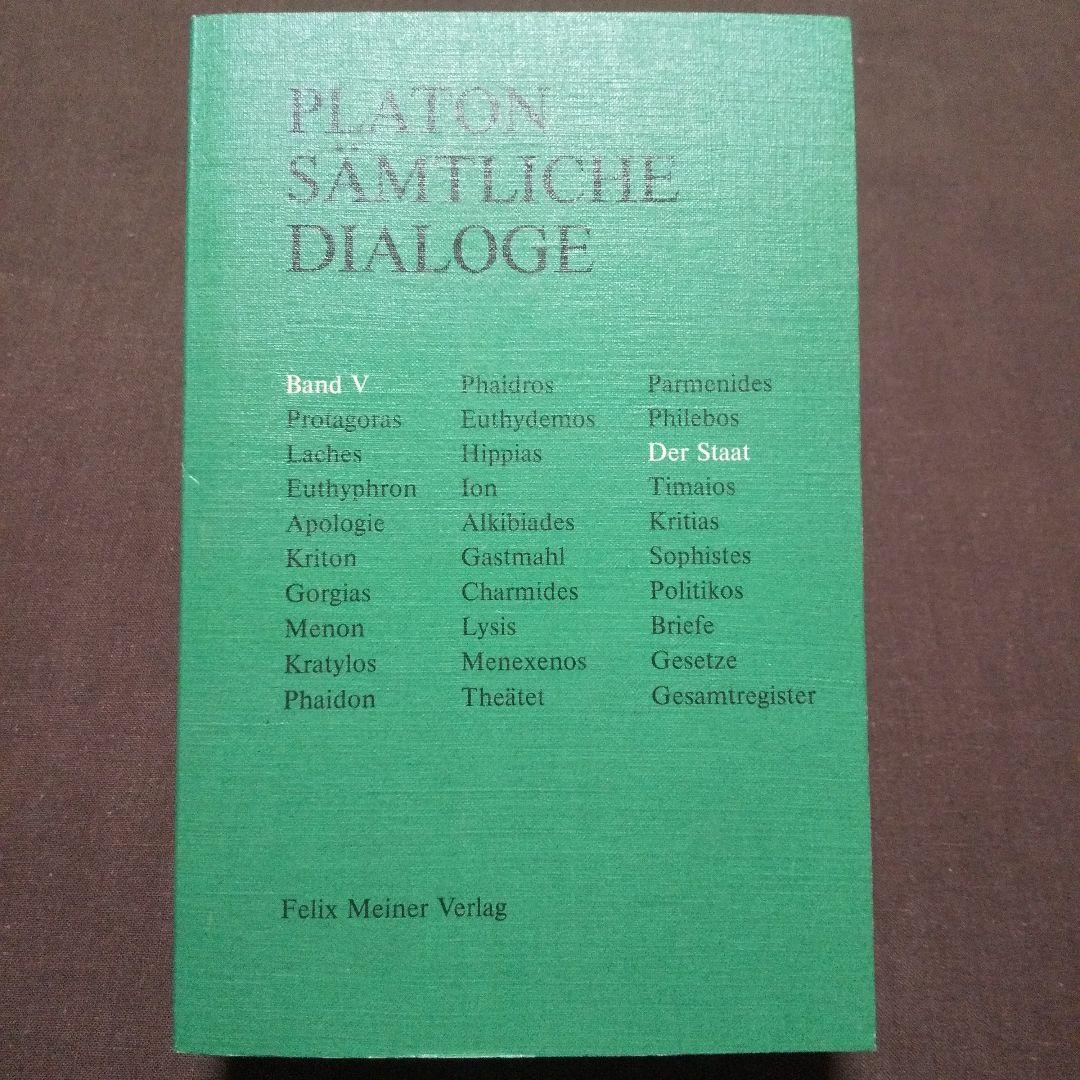 PLATON
SÄMTLICHE
DIALOGE
Band V
Protagoras
Laches
Euthyphron
Apologie
Kriton
Gorgias
Menon
Kratylos
Phaidon
Phaidros
Euthydemos
Hippias
Ion
Alkibiades
Gastmahl
Charmides
Lysis
Menexenos
Theätet
Parmenides
Philebos
Der Staat
Timaios
Kritias
Sophistes
Politikos
Briefe
Gesetze
Gesamtregister
Felix Meiner Verlag